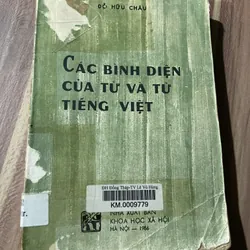 ĐỖ HỮU CHÂU
CÁC BÌNH DIỆN
CỦA TỪ VÀ TỪ
TIẾNG VIỆT
KM.0009779
NHÀ XUẤT BẢN
KHOA HỌC XÃ HỘI
HÀ NỘI - 1986